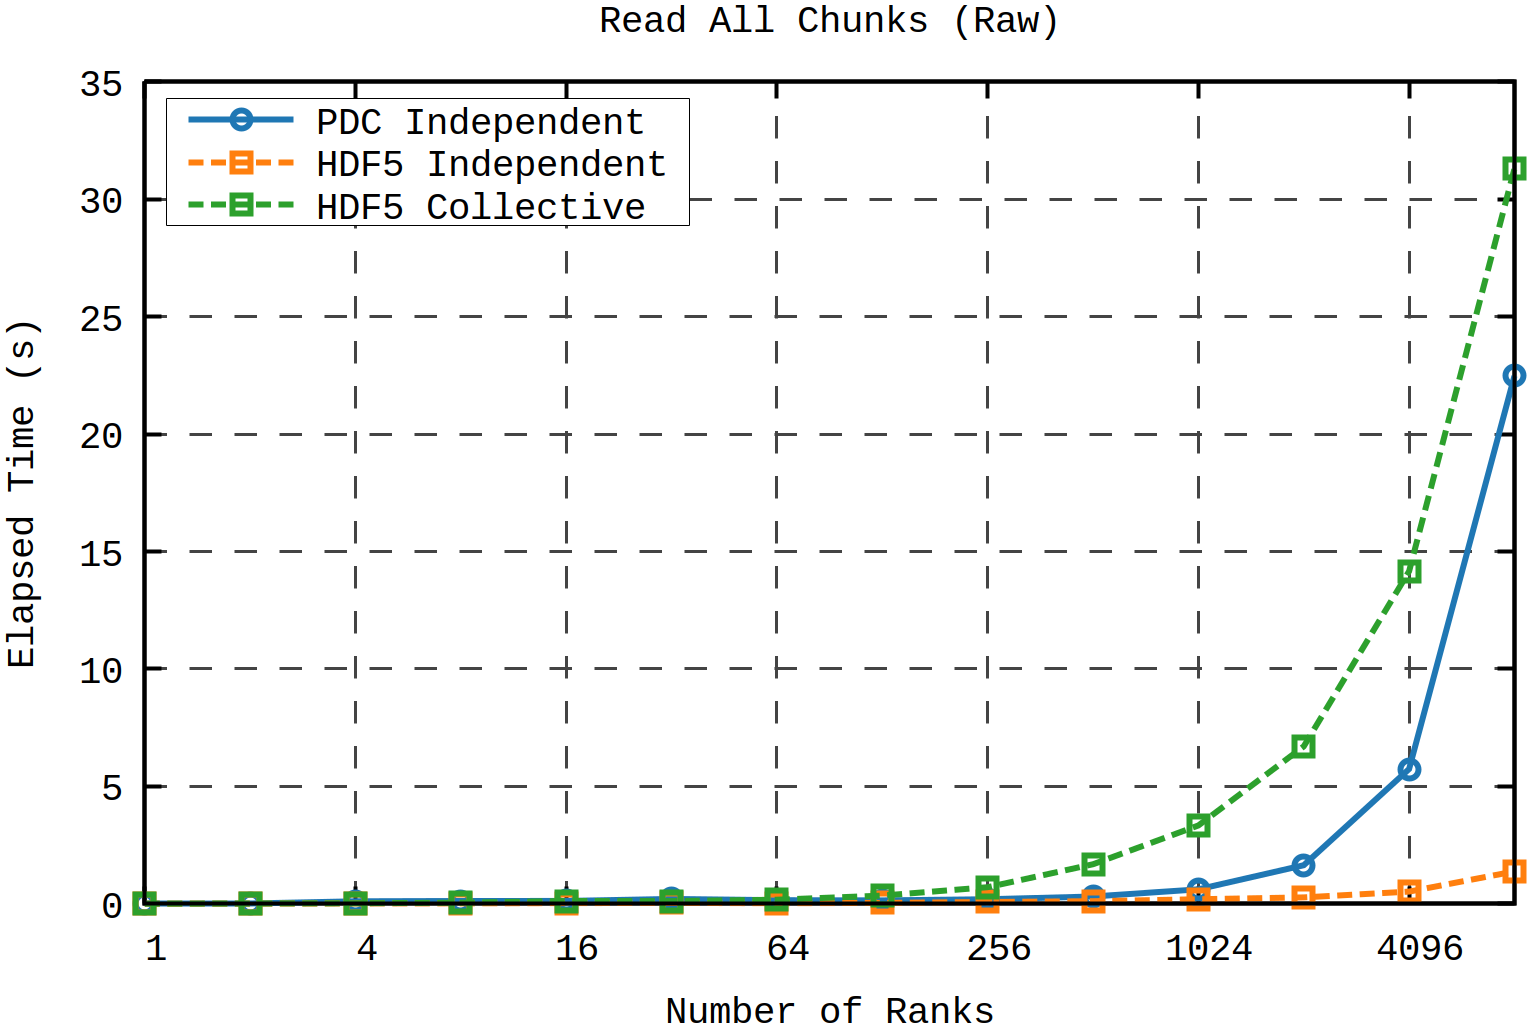 Read All Chunks (Raw)
PDC Independent
HDF5 Independent
HDF5 Collective
35
30
25
20
15
10
5
0
Elapsed Time (s)
1 4 16 64 256 1024 4096
Number of Ranks